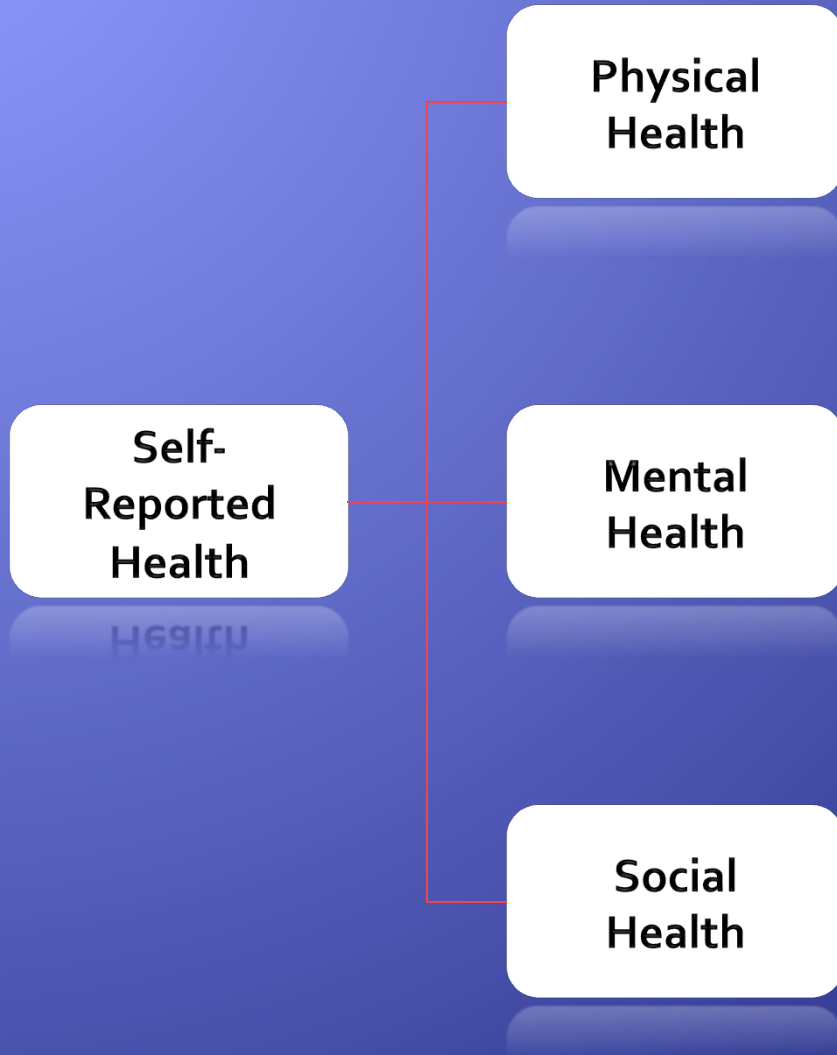 Physical
Health
Self-
Reported
Health
Mental
Health
Social
Health